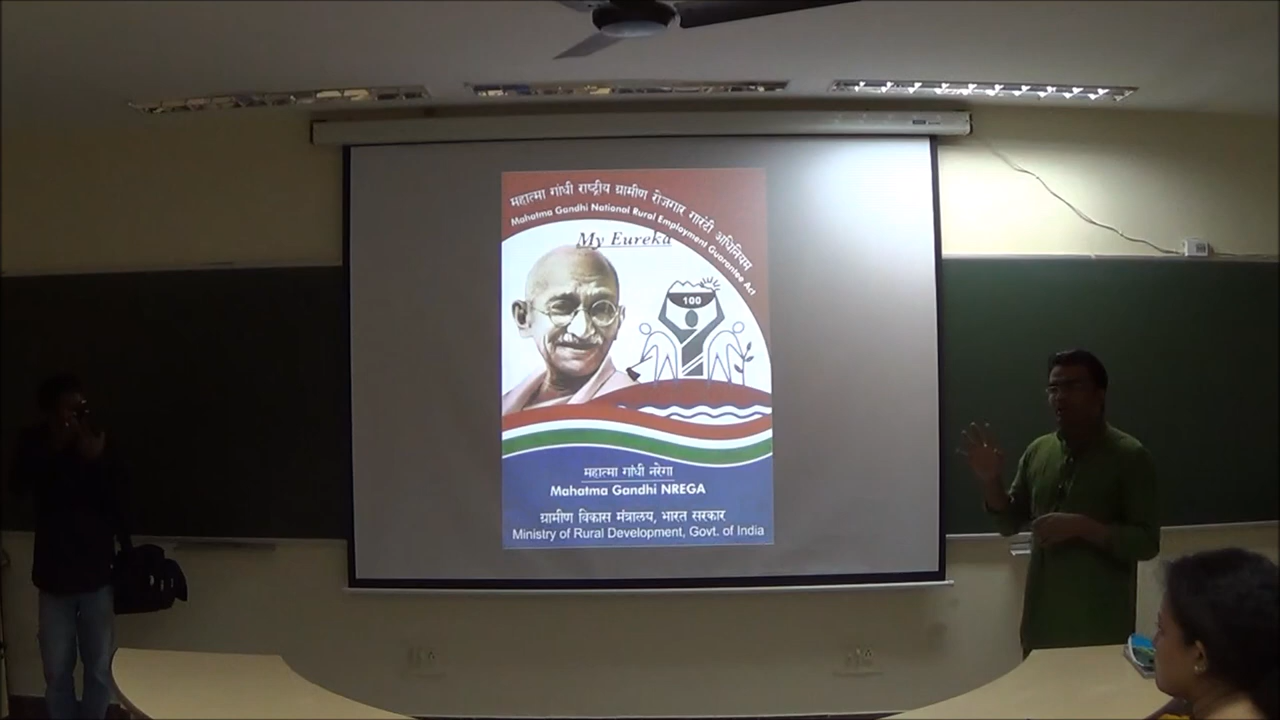 महात्मा गांधी राष्ट्रीय ग्रामीण रोजगार गारंटी अधिनियम
Mahatma Gandhi National Rural Employment Guarantee Act
My Eureka
100
महात्मा गांधी नरेगा
Mahatma Gandhi NREGA
ग्रामीण विकास मंत्रालय, भारत सरकार
Ministry of Rural Development, Govt. of India